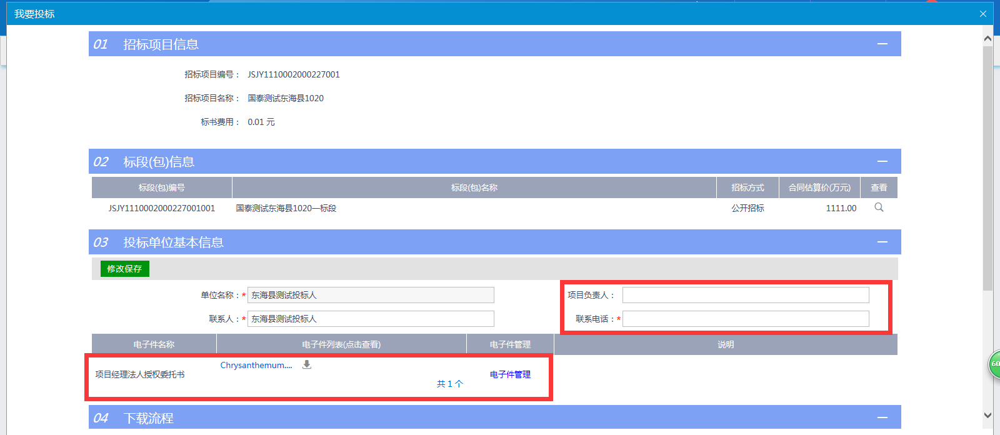 我要投标
01 招标项目信息
招标项目编号： JSJY1110002000227001
招标项目名称： 国泰测试东海县1020
标书费用： 0.01 元
02 标段(包)信息
标段(包)编号 标段(包)名称 招标方式 合同估算价(万元) 查看
JSJY1110002000227001001 国泰测试东海县1020一标段 公开招标 1111.00
03 投标单位基本信息
修改保存
单位名称：* 东海县测试投标人 项目负责人：
联系人：* 东海县测试投标人 联系电话：*
电子件名称 电子件列表(点击查看) 电子件管理 说明
项目经理法人授权委托书 Chrysanthemum.... 电子件管理
共 1 个
04 下载流程
60